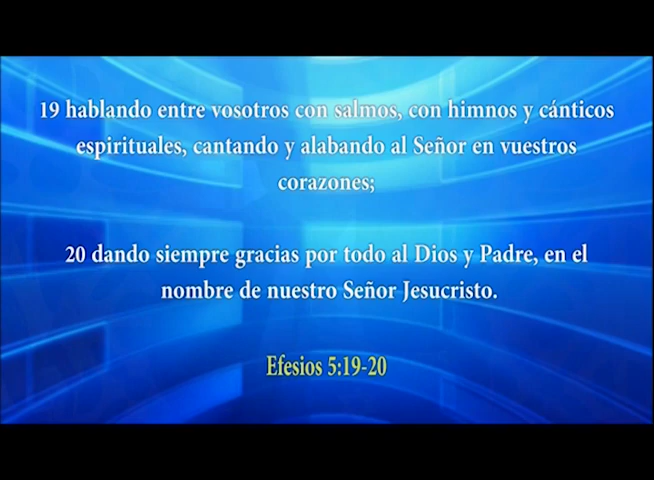 19 hablando entre vosotros con salmos, con himnos y cánticos
espirituales, cantando y alabando al Señor en vuestros
corazones;
20 dando siempre gracias por todo al Dios y Padre, en el
nombre de nuestro Señor Jesucristo.
Efesios 5:19-20